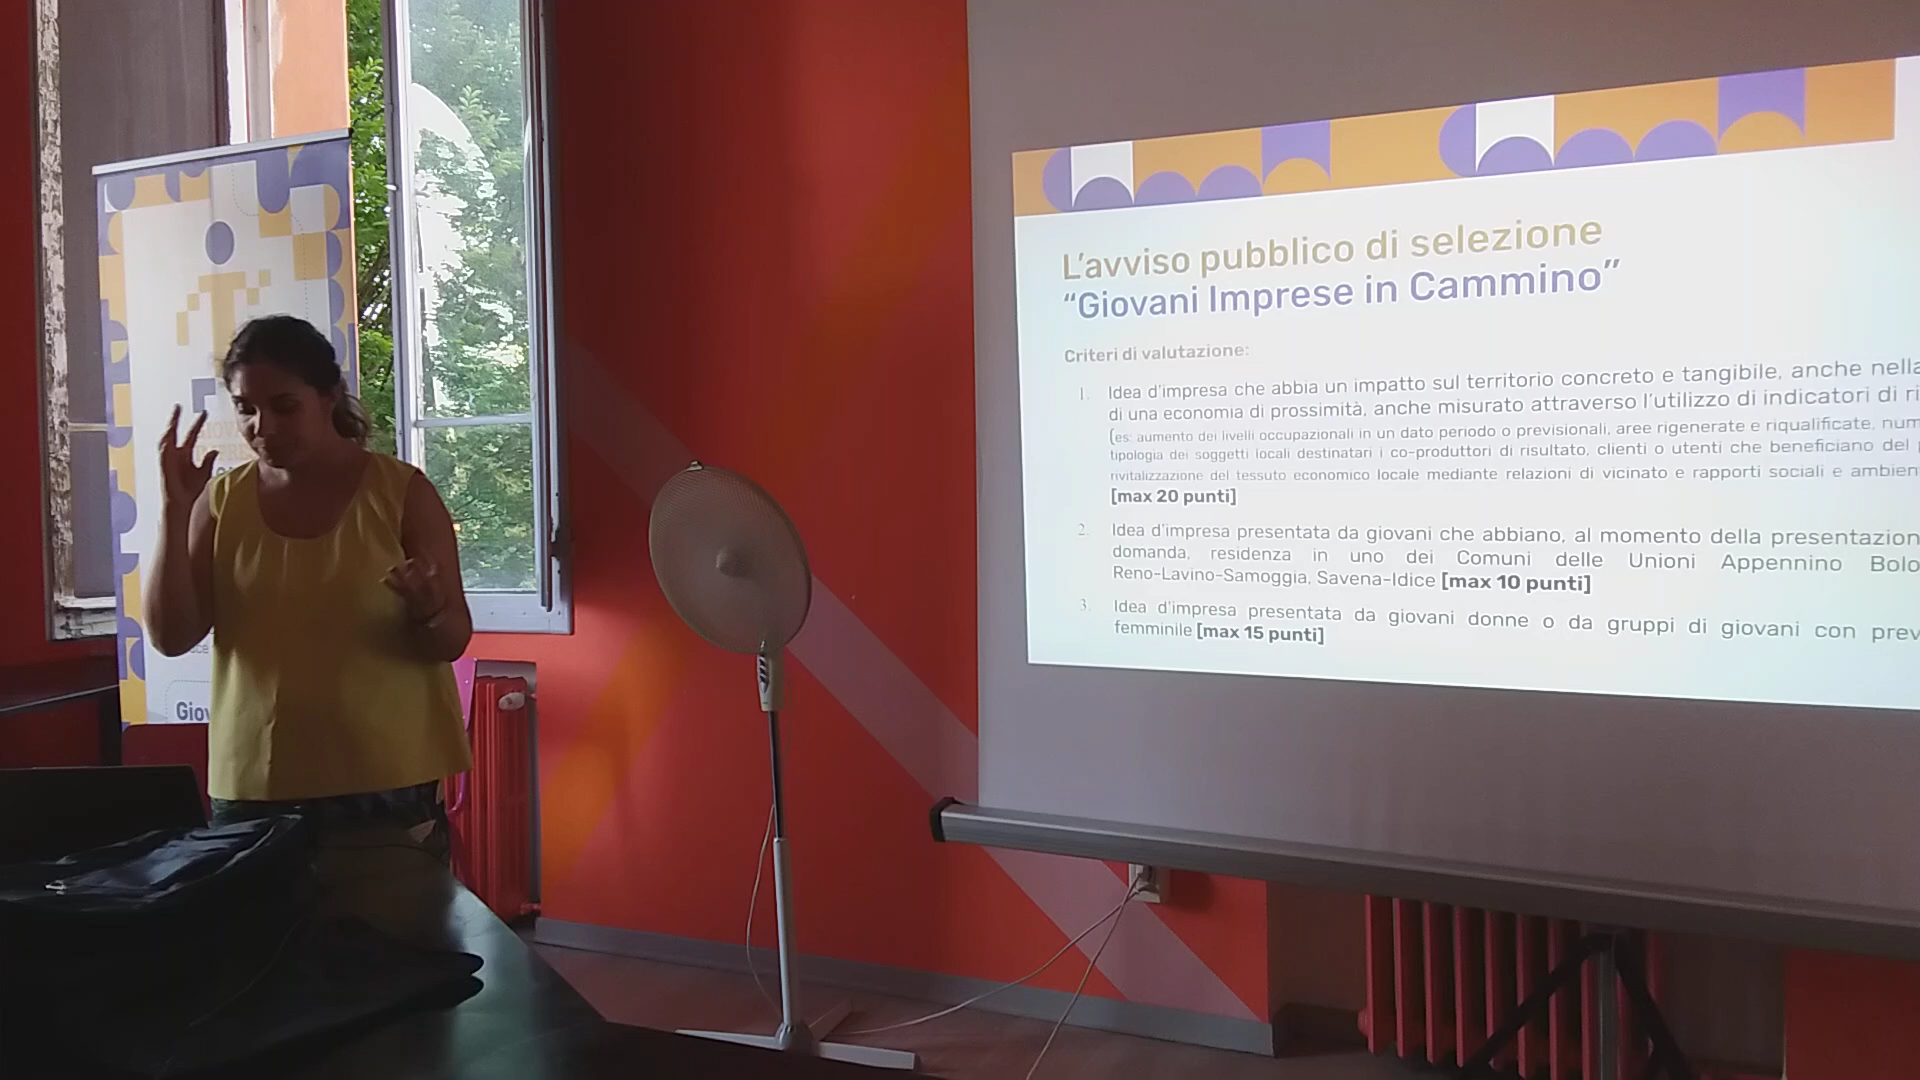 L'avviso pubblico di selezione
“Giovani Imprese in Cammino”
Criteri di valutazione:
1. Idea d'impresa che abbia un impatto sul territorio concreto e tangibile, anche nella
di una economia di prossimità, anche misurato attraverso l'utilizzo di indicatori di ri
(es: aumento dei livelli occupazionali in un dato periodo o previsionali, aree rigenerate e riqualificate, num
tipologia dei soggetti locali destinatari i co-produttori di risultato, clienti o utenti che beneficiano del
rivitalizzazione del tessuto economico locale mediante relazioni di vicinato e rapporti sociali e ambien
[max 20 punti]
2. Idea d'impresa presentata da giovani che abbiano, al momento della presentazion
domanda, residenza in uno dei Comuni delle Unioni Appennino Bolo
Reno-Lavino-Samoggia, Savena-Idice [max 10 punti]
3. Idea d'impresa presentata da giovani donne o da gruppi di giovani con prev
femminile [max 15 punti]
Giov